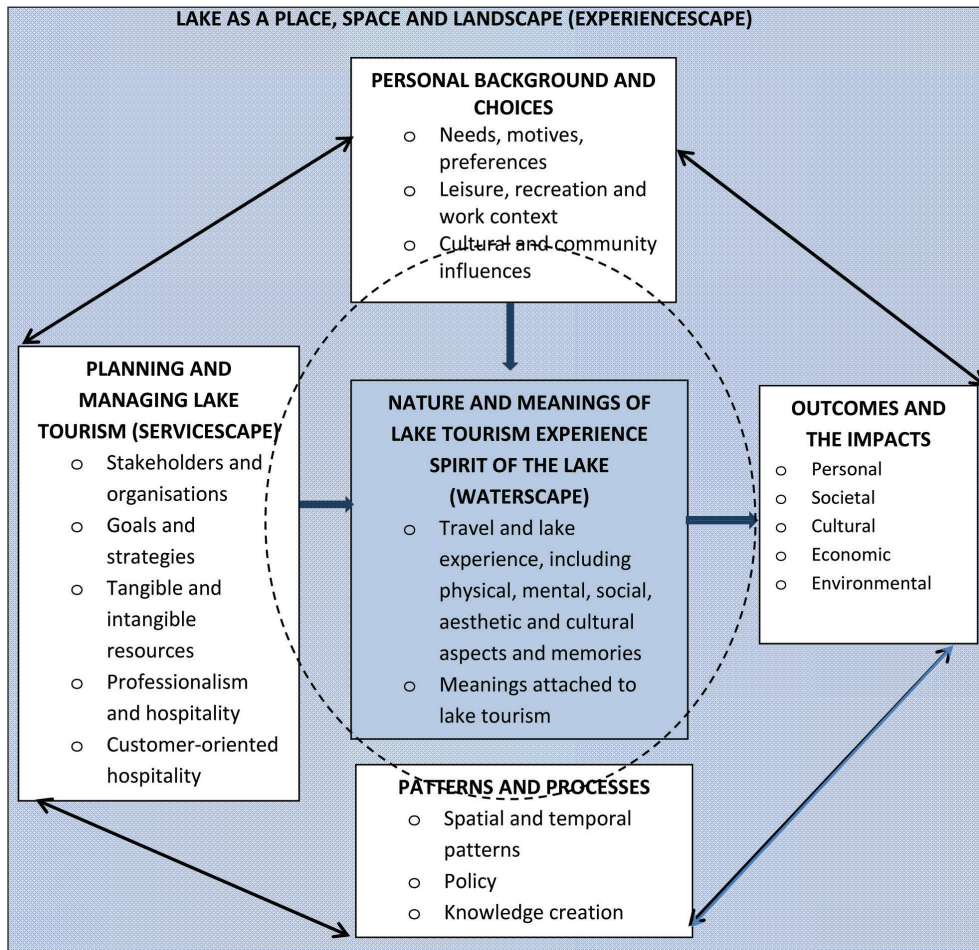 LAKE AS A PLACE, SPACE AND LANDSCAPE (EXPERIENCESCAPE)
PERSONAL BACKGROUND AND
CHOICES
o Needs, motives,
preferences
o Leisure, recreation and
work context
o Cultural and community
influences
PLANNING AND
MANAGING LAKE
TOURISM (SERVICESCAPE)
o Stakeholders and
organisations
o Goals and
strategies
o Tangible and
intangible
resources
o Professionalism
and hospitality
o Customer-oriented
hospitality
NATURE AND MEANINGS OF
LAKE TOURISM EXPERIENCE
SPIRIT OF THE LAKE
(WATERSCAPE)
o Travel and lake
experience, including
physical, mental, social,
aesthetic and cultural
aspects and memories
o Meanings attached to
lake tourism
OUTCOMES AND
THE IMPACTS
o Personal
o Societal
o Cultural
o Economic
o Environmental
PATTERNS AND PROCESSES
o Spatial and temporal
patterns
o Policy
o Knowledge creation